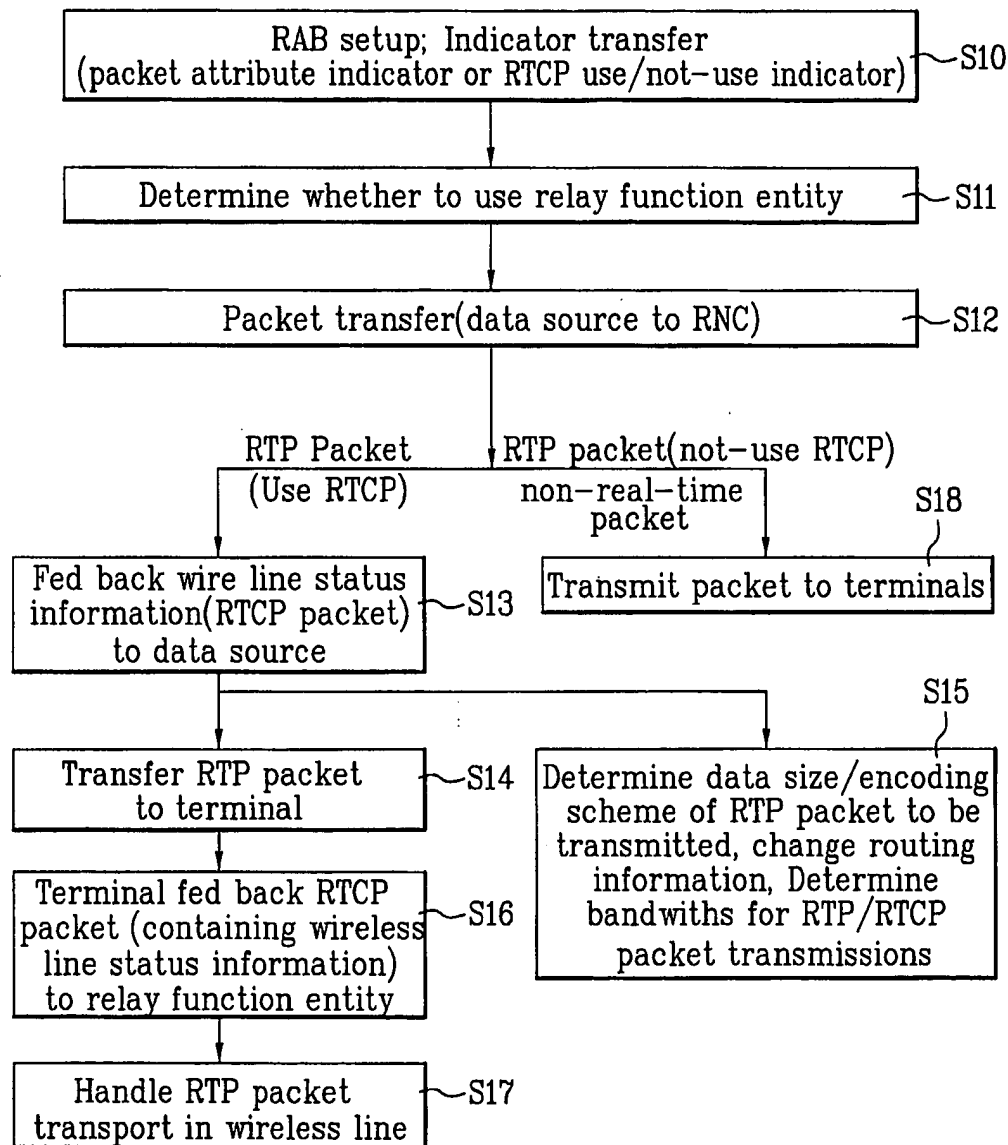 RAB setup; Indicator transfer
(packet attribute indicator or RTCP use/not-use indicator)
S10
Determine whether to use relay function entity
S11
Packet transfer(data source to RNC)
S12
RTP Packet
(Use RTCP)
RTP packet(not-use RTCP)
non-real-time
packet
S18
Fed back wire line status
information(RTCP packet)
to data source
S13
Transmit packet to terminals
S15
Transfer RTP packet
to terminal
S14
Determine data size/encoding
scheme of RTP packet to be
transmitted, change routing
information, Determine
bandwiths for RTP/RTCP
packet transmissions
Terminal fed back RTCP
packet (containing wireless
line status information)
to relay function entity
S16
Handle RTP packet
transport in wireless line
S17